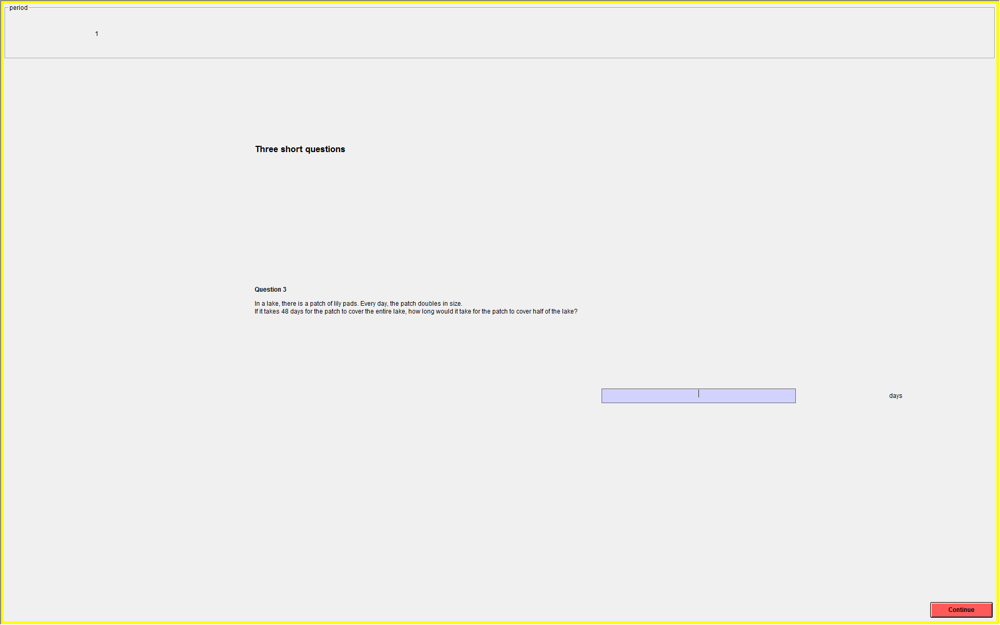 period
1
Three short questions
Question 3
In a lake, there is a patch of lily pads. Every day, the patch doubles in size.
If it takes 48 days for the patch to cover the entire lake, how long would it take for the patch to cover half of the lake?
days
Continue